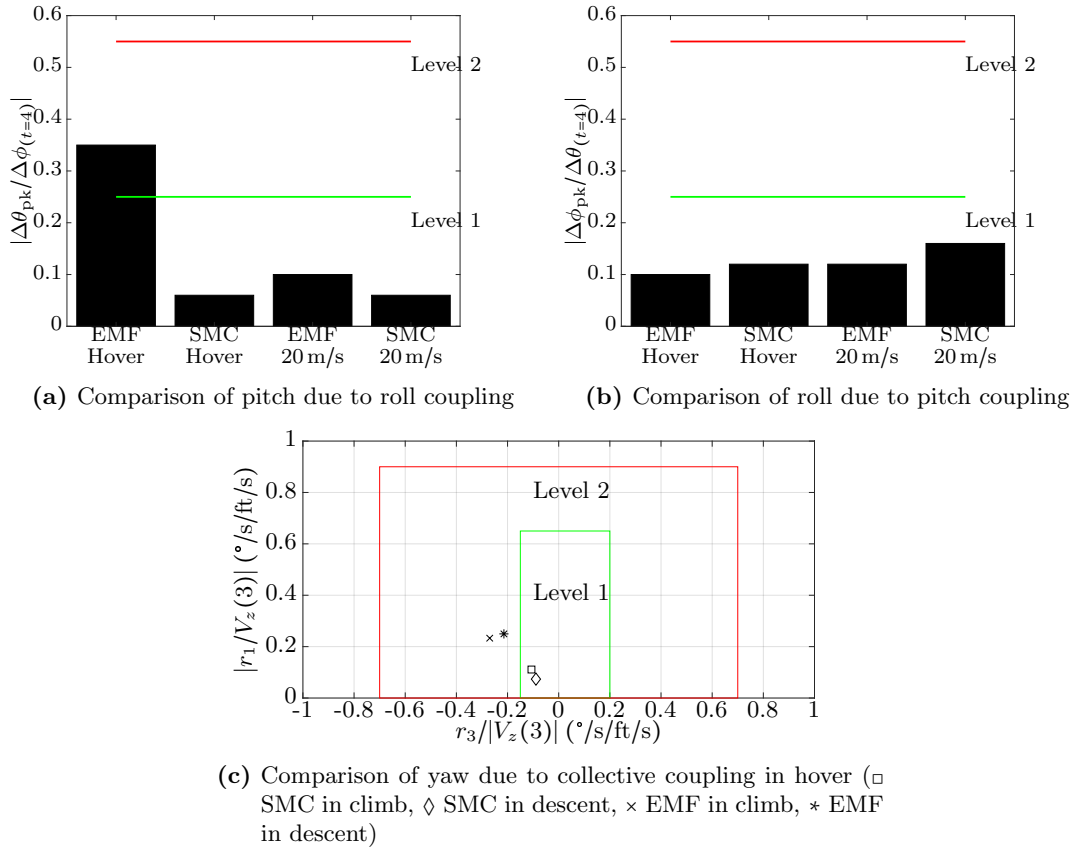 0.6
0.5
0.4
0.3
0.2
0.1
0
|Δθpk/Δϕ(t=4)|
Level 2
Level 1
EMF Hover
SMC Hover
EMF 20 m/s
SMC 20 m/s
(a) Comparison of pitch due to roll coupling
0.6
0.5
0.4
0.3
0.2
0.1
0
|Δϕpk/Δθ(t=4)|
Level 2
Level 1
EMF Hover
SMC Hover
EMF 20 m/s
SMC 20 m/s
(b) Comparison of roll due to pitch coupling
1
0.8
0.6
0.4
0.2
0
|r1/Vz(3)| (°/s/ft/s)
Level 2
Level 1
-1 -0.8 -0.6 -0.4 -0.2 0 0.2 0.4 0.6 0.8 1
r3/|Vz(3)| (°/s/ft/s)
(c) Comparison of yaw due to collective coupling in hover (□
SMC in climb, ◊ SMC in descent, × EMF in climb, * EMF
in descent)